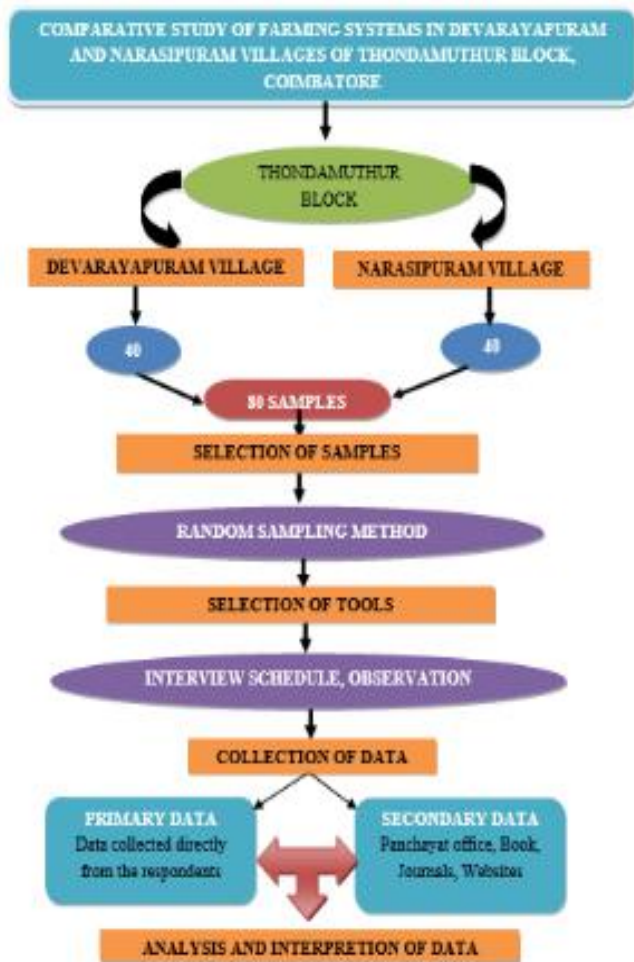 COMPARATIVE STUDY OF FARMING SYSTEMS IN DEVARAYAPURAM
AND NARASIPURAM VILLAGES OF THONDAMUTHUR BLOCK,
COIMBATORE
THONDAMUTHUR
BLOCK
DEVARAYAPURAM VILLAGE
NARASIPURAM VILLAGE
40
40
80 SAMPLES
SELECTION OF SAMPLES
RANDOM SAMPLING METHOD
SELECTION OF TOOLS
INTERVIEW SCHEDULE, OBSERVATION
COLLECTION OF DATA
PRIMARY DATA
Data collected directly
from the respondents
SECONDARY DATA
Panchayat office, Book,
Journals, Websites
ANALYSIS AND INTERPRETION OF DATA